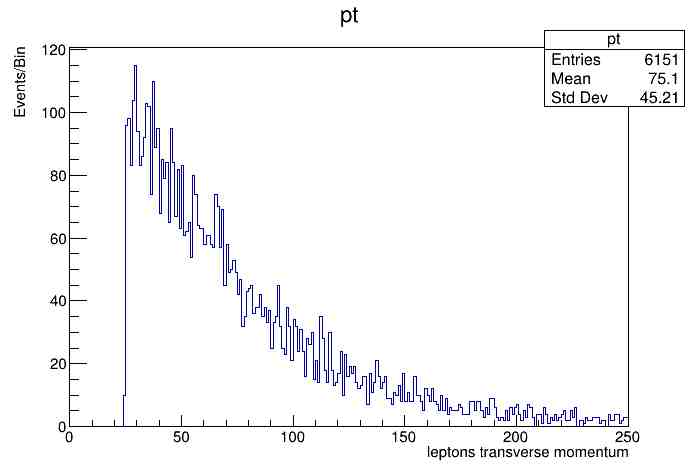 pt
pt
Entries 6151
Mean 75.1
Std Dev 45.21
Events/Bin
120
100
80
60
40
20
0
0 50 100 150 200 250
leptons transverse momentum